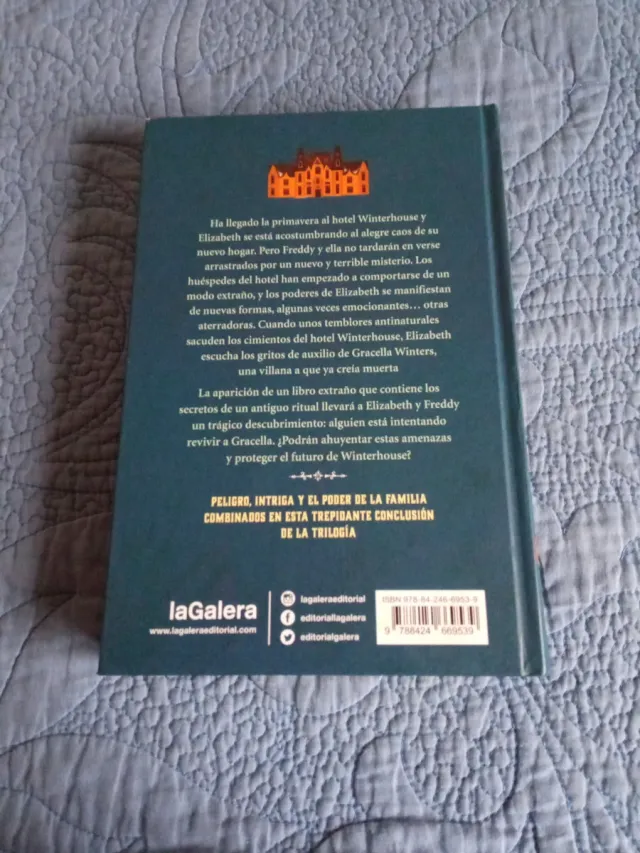 Ha llegado la primavera al hotel Winterhouse y
Elizabeth se está acostumbrando al alegre caos de su
nuevo hogar. Pero Freddy y ella no tardarán en verse
arrastrados por un nuevo y terrible misterio. Los
huéspedes del hotel han empezado a comportarse de un
modo extraño, y los poderes de Elizabeth se manifiestan
de nuevas formas, algunas veces emocionantes... otras
aterradoras. Cuando unos temblores antinaturales
sacuden los cimientos del hotel Winterhouse, Elizabeth
escucha los gritos de auxilio de Gracella Winters,
una villana a que ya creía muerta
La aparición de un libro extraño que contiene los
secretos de un antiguo ritual llevará a Elizabeth y Freddy
un trágico descubrimiento: alguien está intentando
revivir a Gracella. ¿Podrán ahuyentar estas amenazas
y proteger el futuro de Winterhouse?
PELIGRO, INTRIGA Y EL PODER DE LA FAMILIA
COMBINADOS EN ESTA TREPIDANTE CONCLUSIÓN
DE LA TRILOGÍA
laGalera
www.lagaleraeditorial.com
lagaleraeditorial
editoriallagalera
editorialgalera
ISBN 978-84-246-6953-9
9 788424 669539